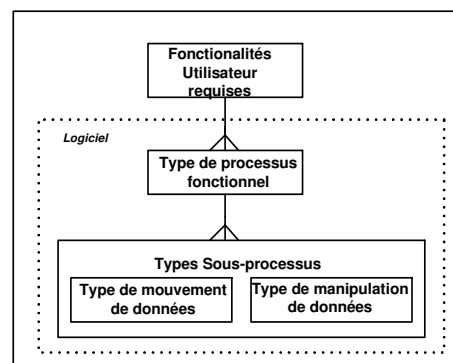 Fonctionalités
Utilisateur
requises
Logiciel
Type de processus
fonctionnel
Types Sous-processus
Type de mouvement
de données
Type de manipulation
de données